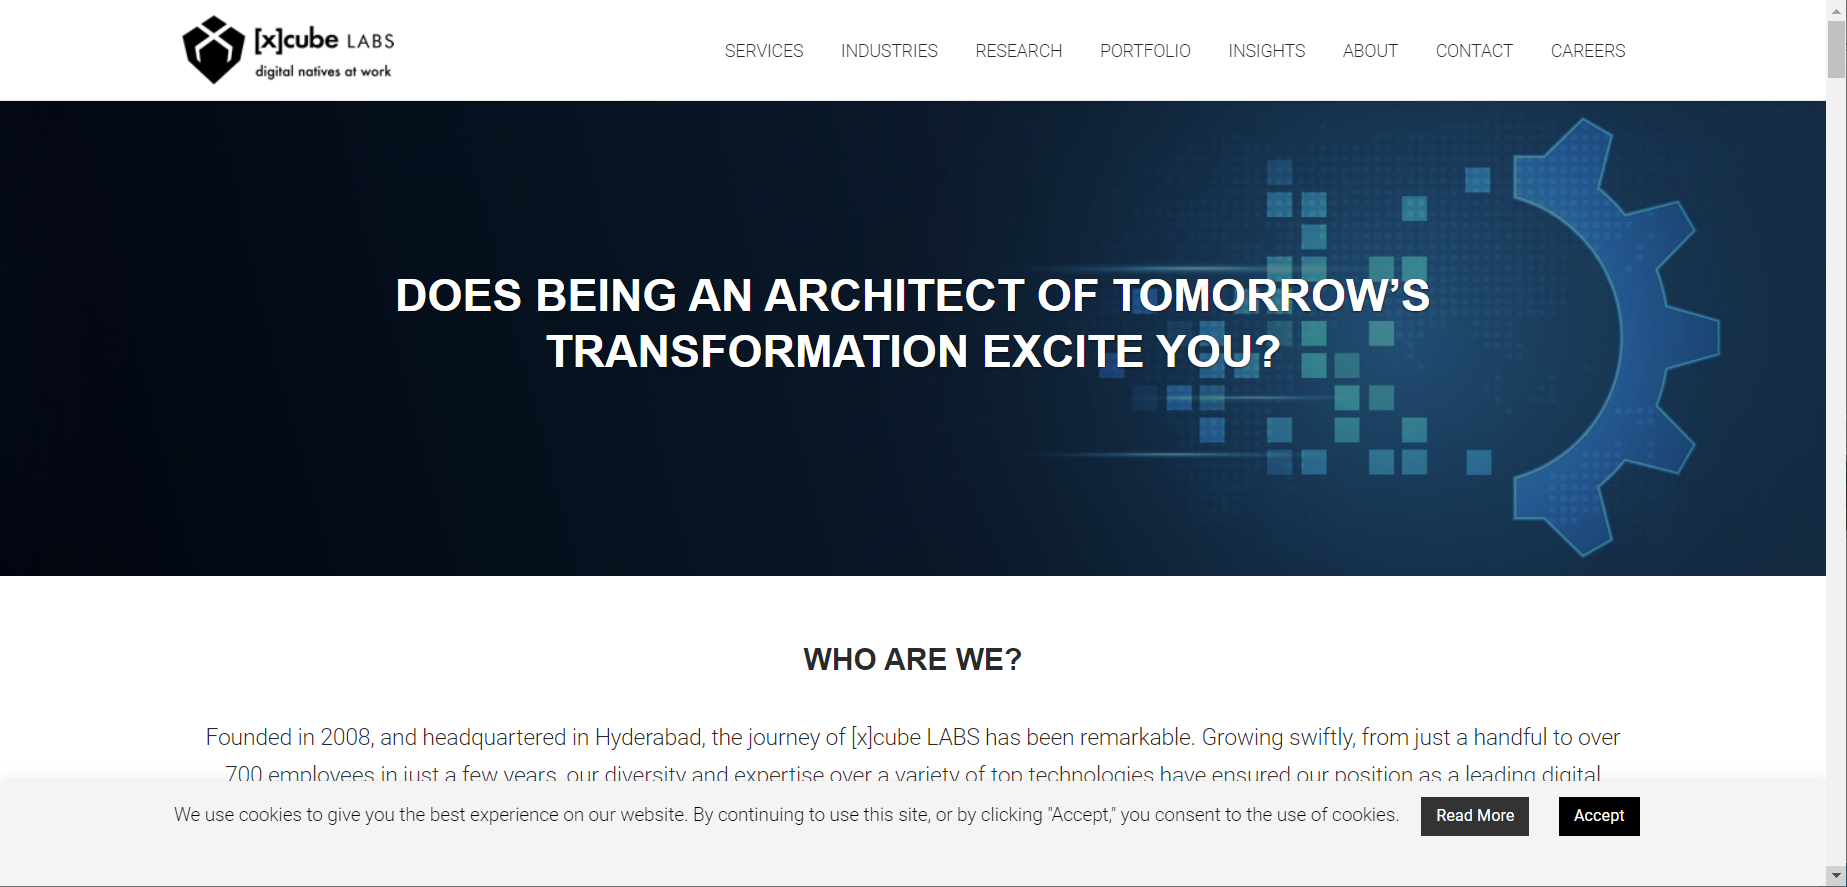 [x]cube LABS
digital natives at work
SERVICES INDUSTRIES RESEARCH PORTFOLIO INSIGHTS ABOUT CONTACT CAREERS
DOES BEING AN ARCHITECT OF TOMORROW’S
TRANSFORMATION EXCITE YOU?
WHO ARE WE?
Founded in 2008, and headquartered in Hyderabad, the journey of [x]cube LABS has been remarkable. Growing swiftly, from just a handful to over
700 employees in just a few years, our diversity and expertise over a variety of top technologies have ensured our position as a leading digital
We use cookies to give you the best experience on our website. By continuing to use this site, or by clicking "Accept," you consent to the use of cookies. Read More Accept